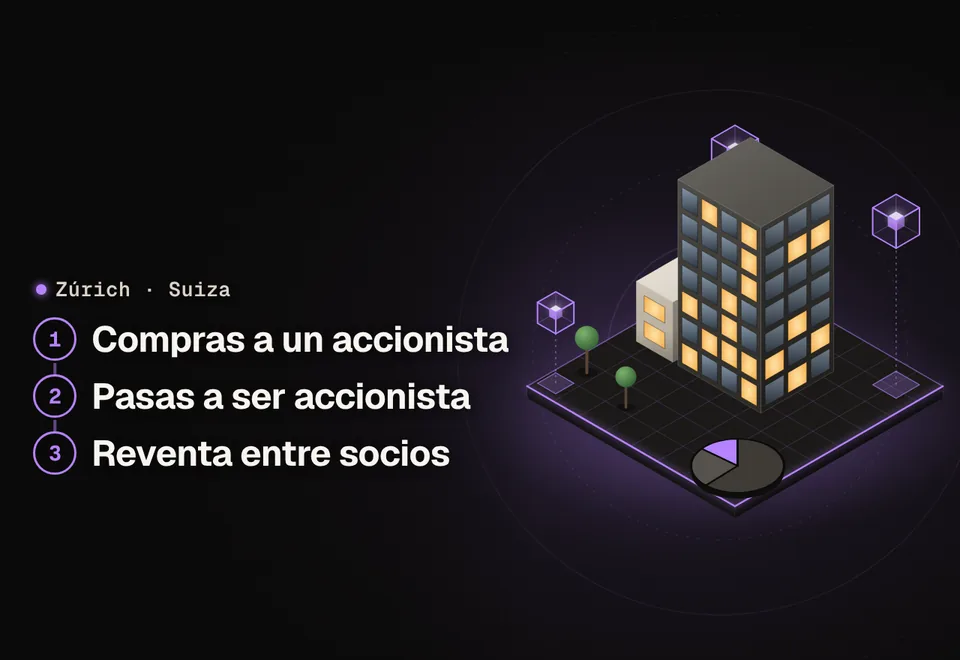 Zúrich · Suiza
1 Compras a un accionista
2 Pasas a ser accionista
3 Reventa entre socios